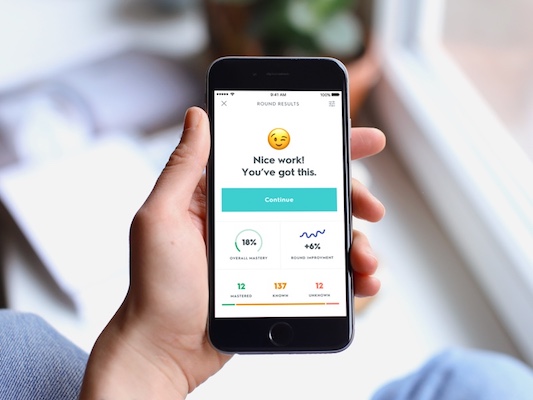 9:41 AM
100%
ROUND RESULTS
Nice work!
You've got this.
Continue
18%
+6%
OVERALL MASTERY
ROUND IMPROVMENT
12
137
12
MASTERED
KNOWN
UNKNOWN